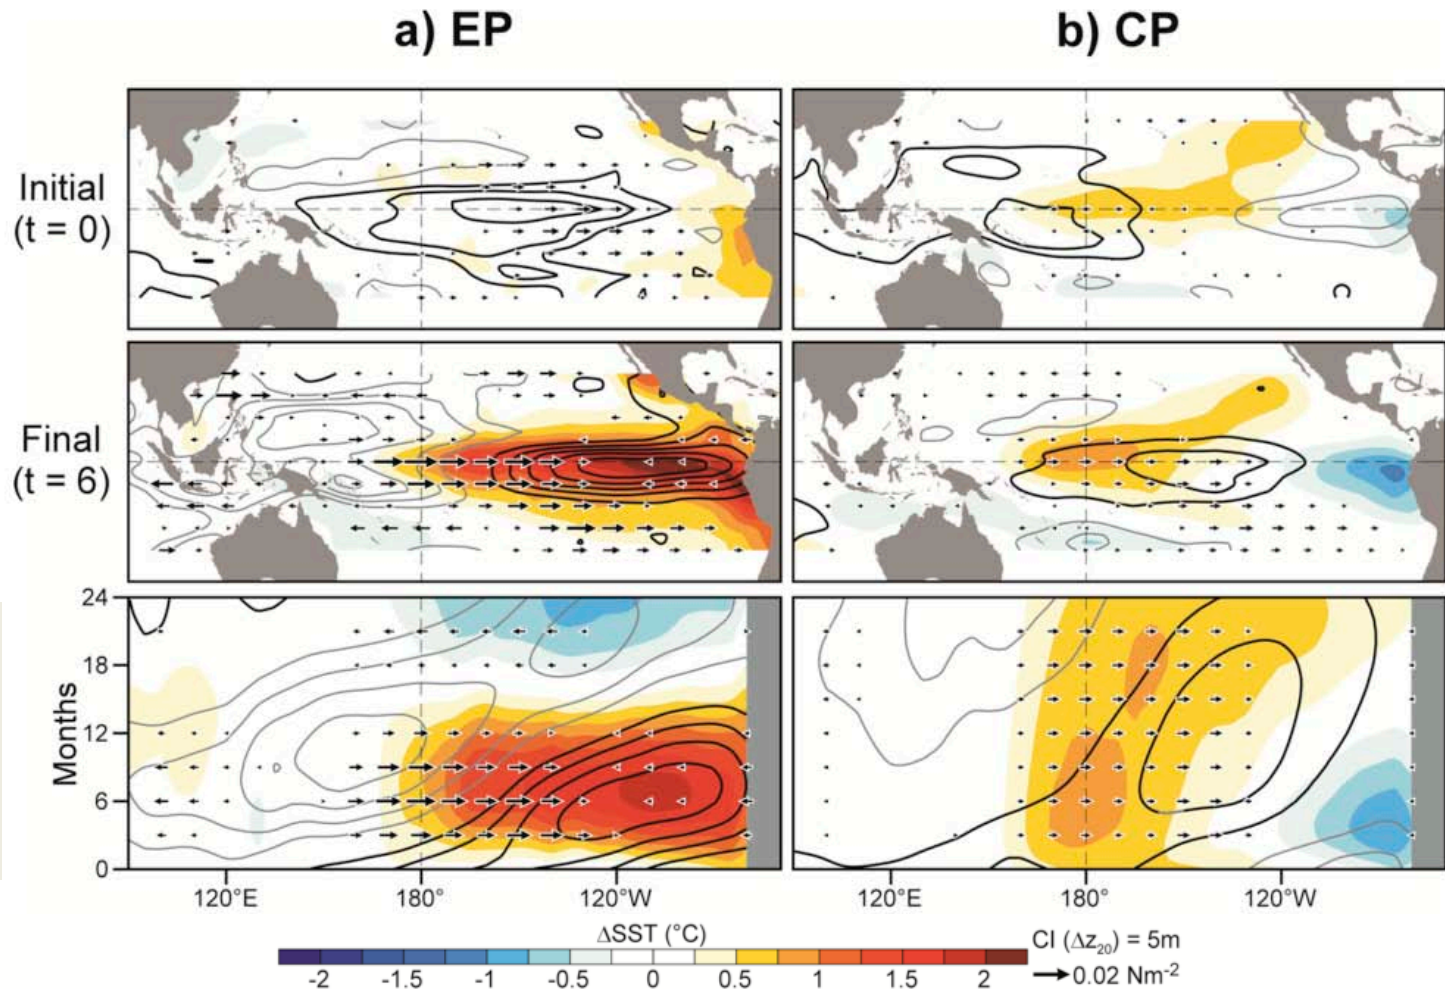 a) EP
b) CP
Initial
(t = 0)
Final
(t = 6)
24
18
12
6
0
Months
120°E
180°
120°W
120°E
180°
120°W
ΔSST (°C)
-2
-1.5
-1
-0.5
0
0.5
1
1.5
2
CI (Δz₂₀) = 5m
0.02 Nm⁻²